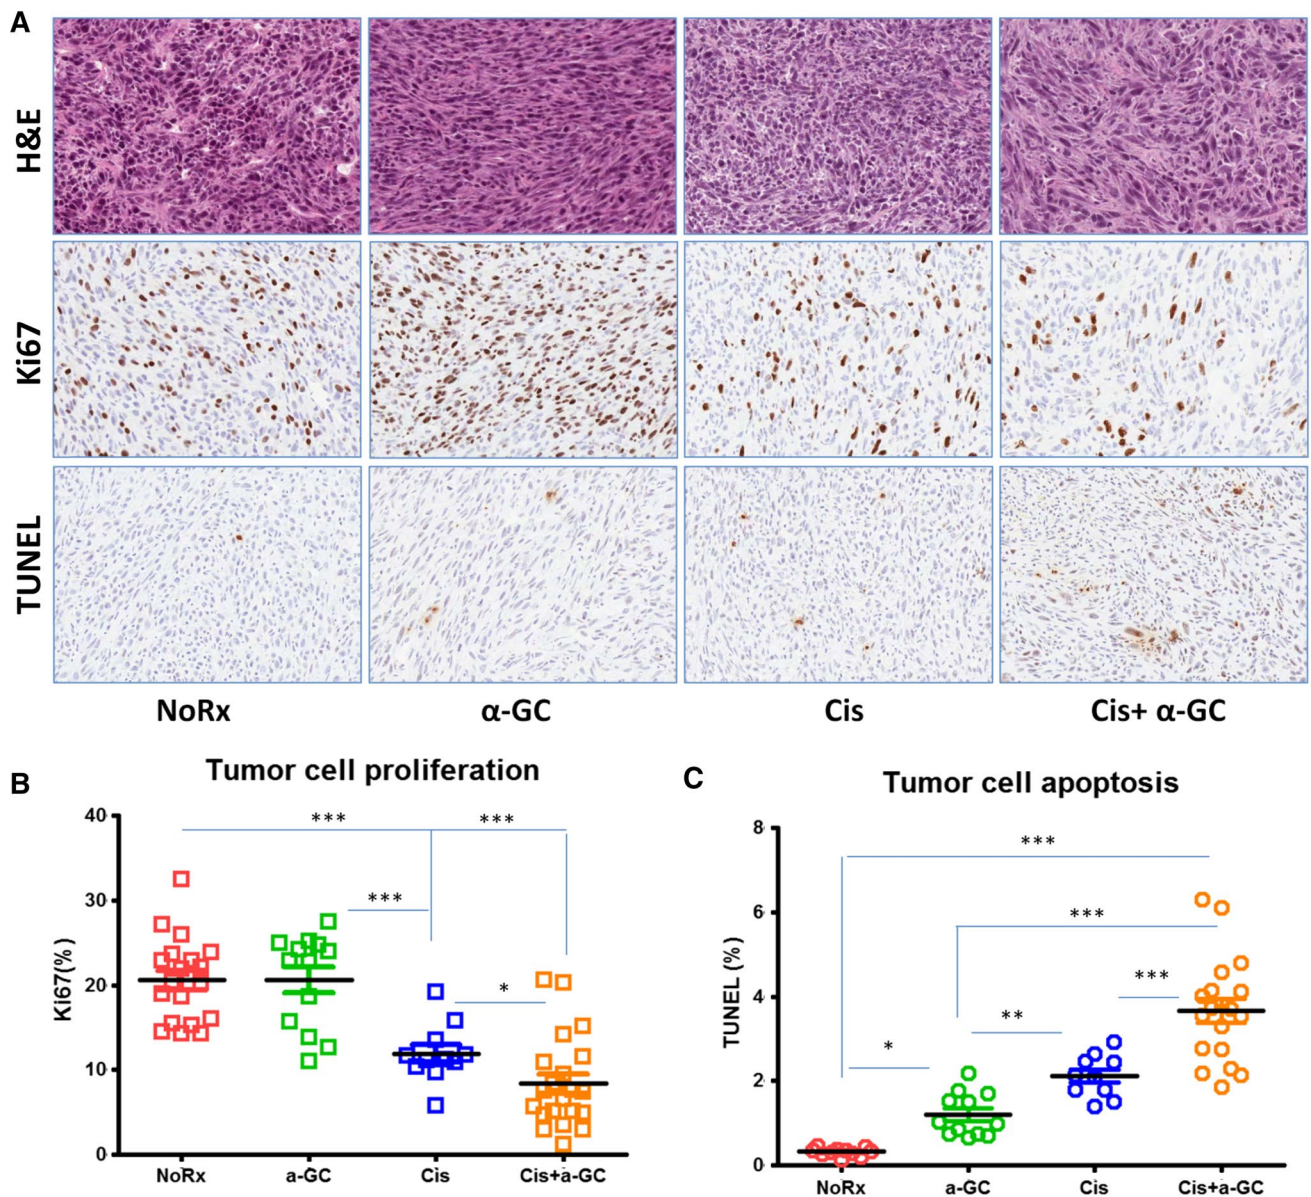 A
H&E
Ki67
TUNEL
NoRx α-GC Cis Cis+ α-GC
B
Tumor cell proliferation
Ki67(%)
40
30
20
10
0
***
***
***
*
NoRx a-GC Cis Cis+a-GC
C
Tumor cell apoptosis
TUNEL (%)
8
6
4
2
0
***
***
***
**
*
NoRx a-GC Cis Cis+a-GC